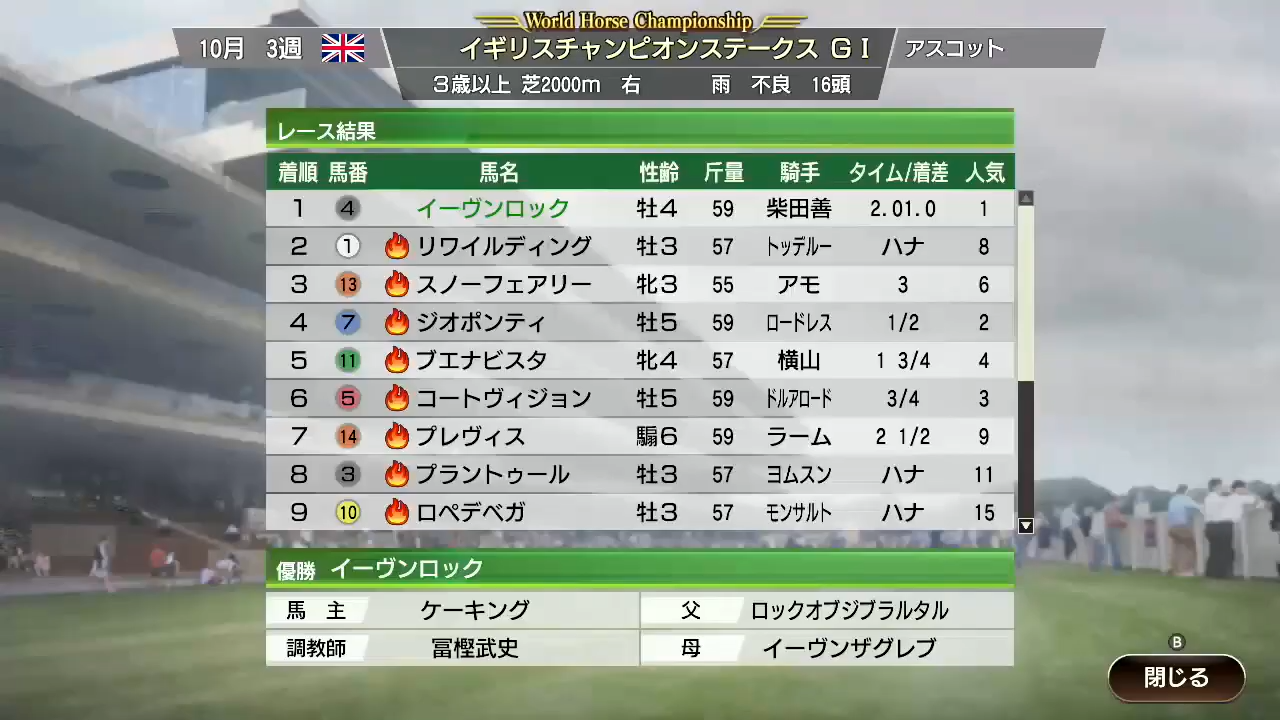 World Horse Championship
10月 3週 イギリスチャンピオンステークス GⅠ アスコット
3歳以上 芝2000m 右 雨 不良 16頭
レース結果
着順 馬番 馬名 性齢 斤量 騎手 タイム/着差 人気
1 4 イーヴンロック 牡4 59 柴田善 2.01.0 1
2 1 リワイルディング 牡3 57 トッデルー ハナ 8
3 13 スノーフェアリー 牝3 55 アモ 3 6
4 7 ジオポンティ 牡5 59 ロードレス 1/2 2
5 11 ブエナビスタ 牝4 57 横山 1 3/4 4
6 5 コートヴィジョン 牡5 59 ドルアロード 3/4 3
7 14 プレヴィス 騸6 59 ラーム 2 1/2 9
8 3 プラントゥール 牡3 57 ヨムスン ハナ 11
9 10 ロペデベガ 牡3 57 モンサルト ハナ 15
優勝 イーヴンロック
馬 主 ケーキング 父 ロックオブジブラルタル
調教師 冨樫武史 母 イーヴンザグレブ
B
閉じる